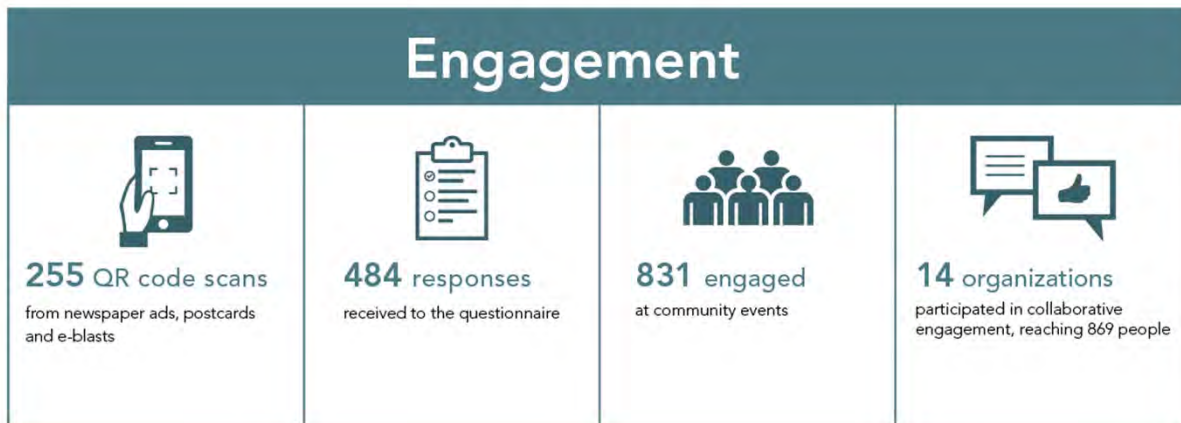 Engagement
255 QR code scans
from newspaper ads, postcards
and e-blasts
484 responses
received to the questionnaire
831 engaged
at community events
14 organizations
participated in collaborative
engagement, reaching 869 people